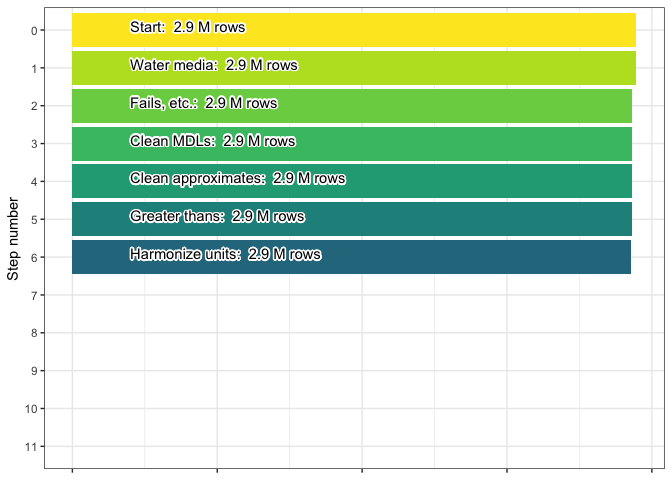 Step number
0
Start:  2.9 M rows
1
Water media:  2.9 M rows
2
Fails, etc.:  2.9 M rows
3
Clean MDLs:  2.9 M rows
4
Clean approximates:  2.9 M rows
5
Greater thans:  2.9 M rows
6
Harmonize units:  2.9 M rows
7
8
9
10
11